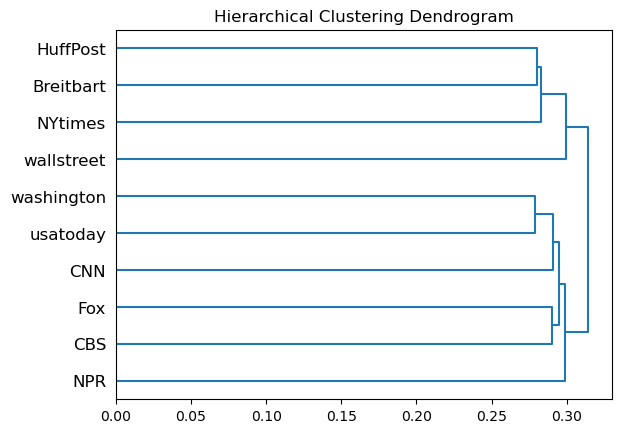 Hierarchical Clustering Dendrogram
HuffPost
Breitbart
NYtimes
wallstreet
washington
usatoday
CNN
Fox
CBS
NPR
0.00 0.05 0.10 0.15 0.20 0.25 0.30